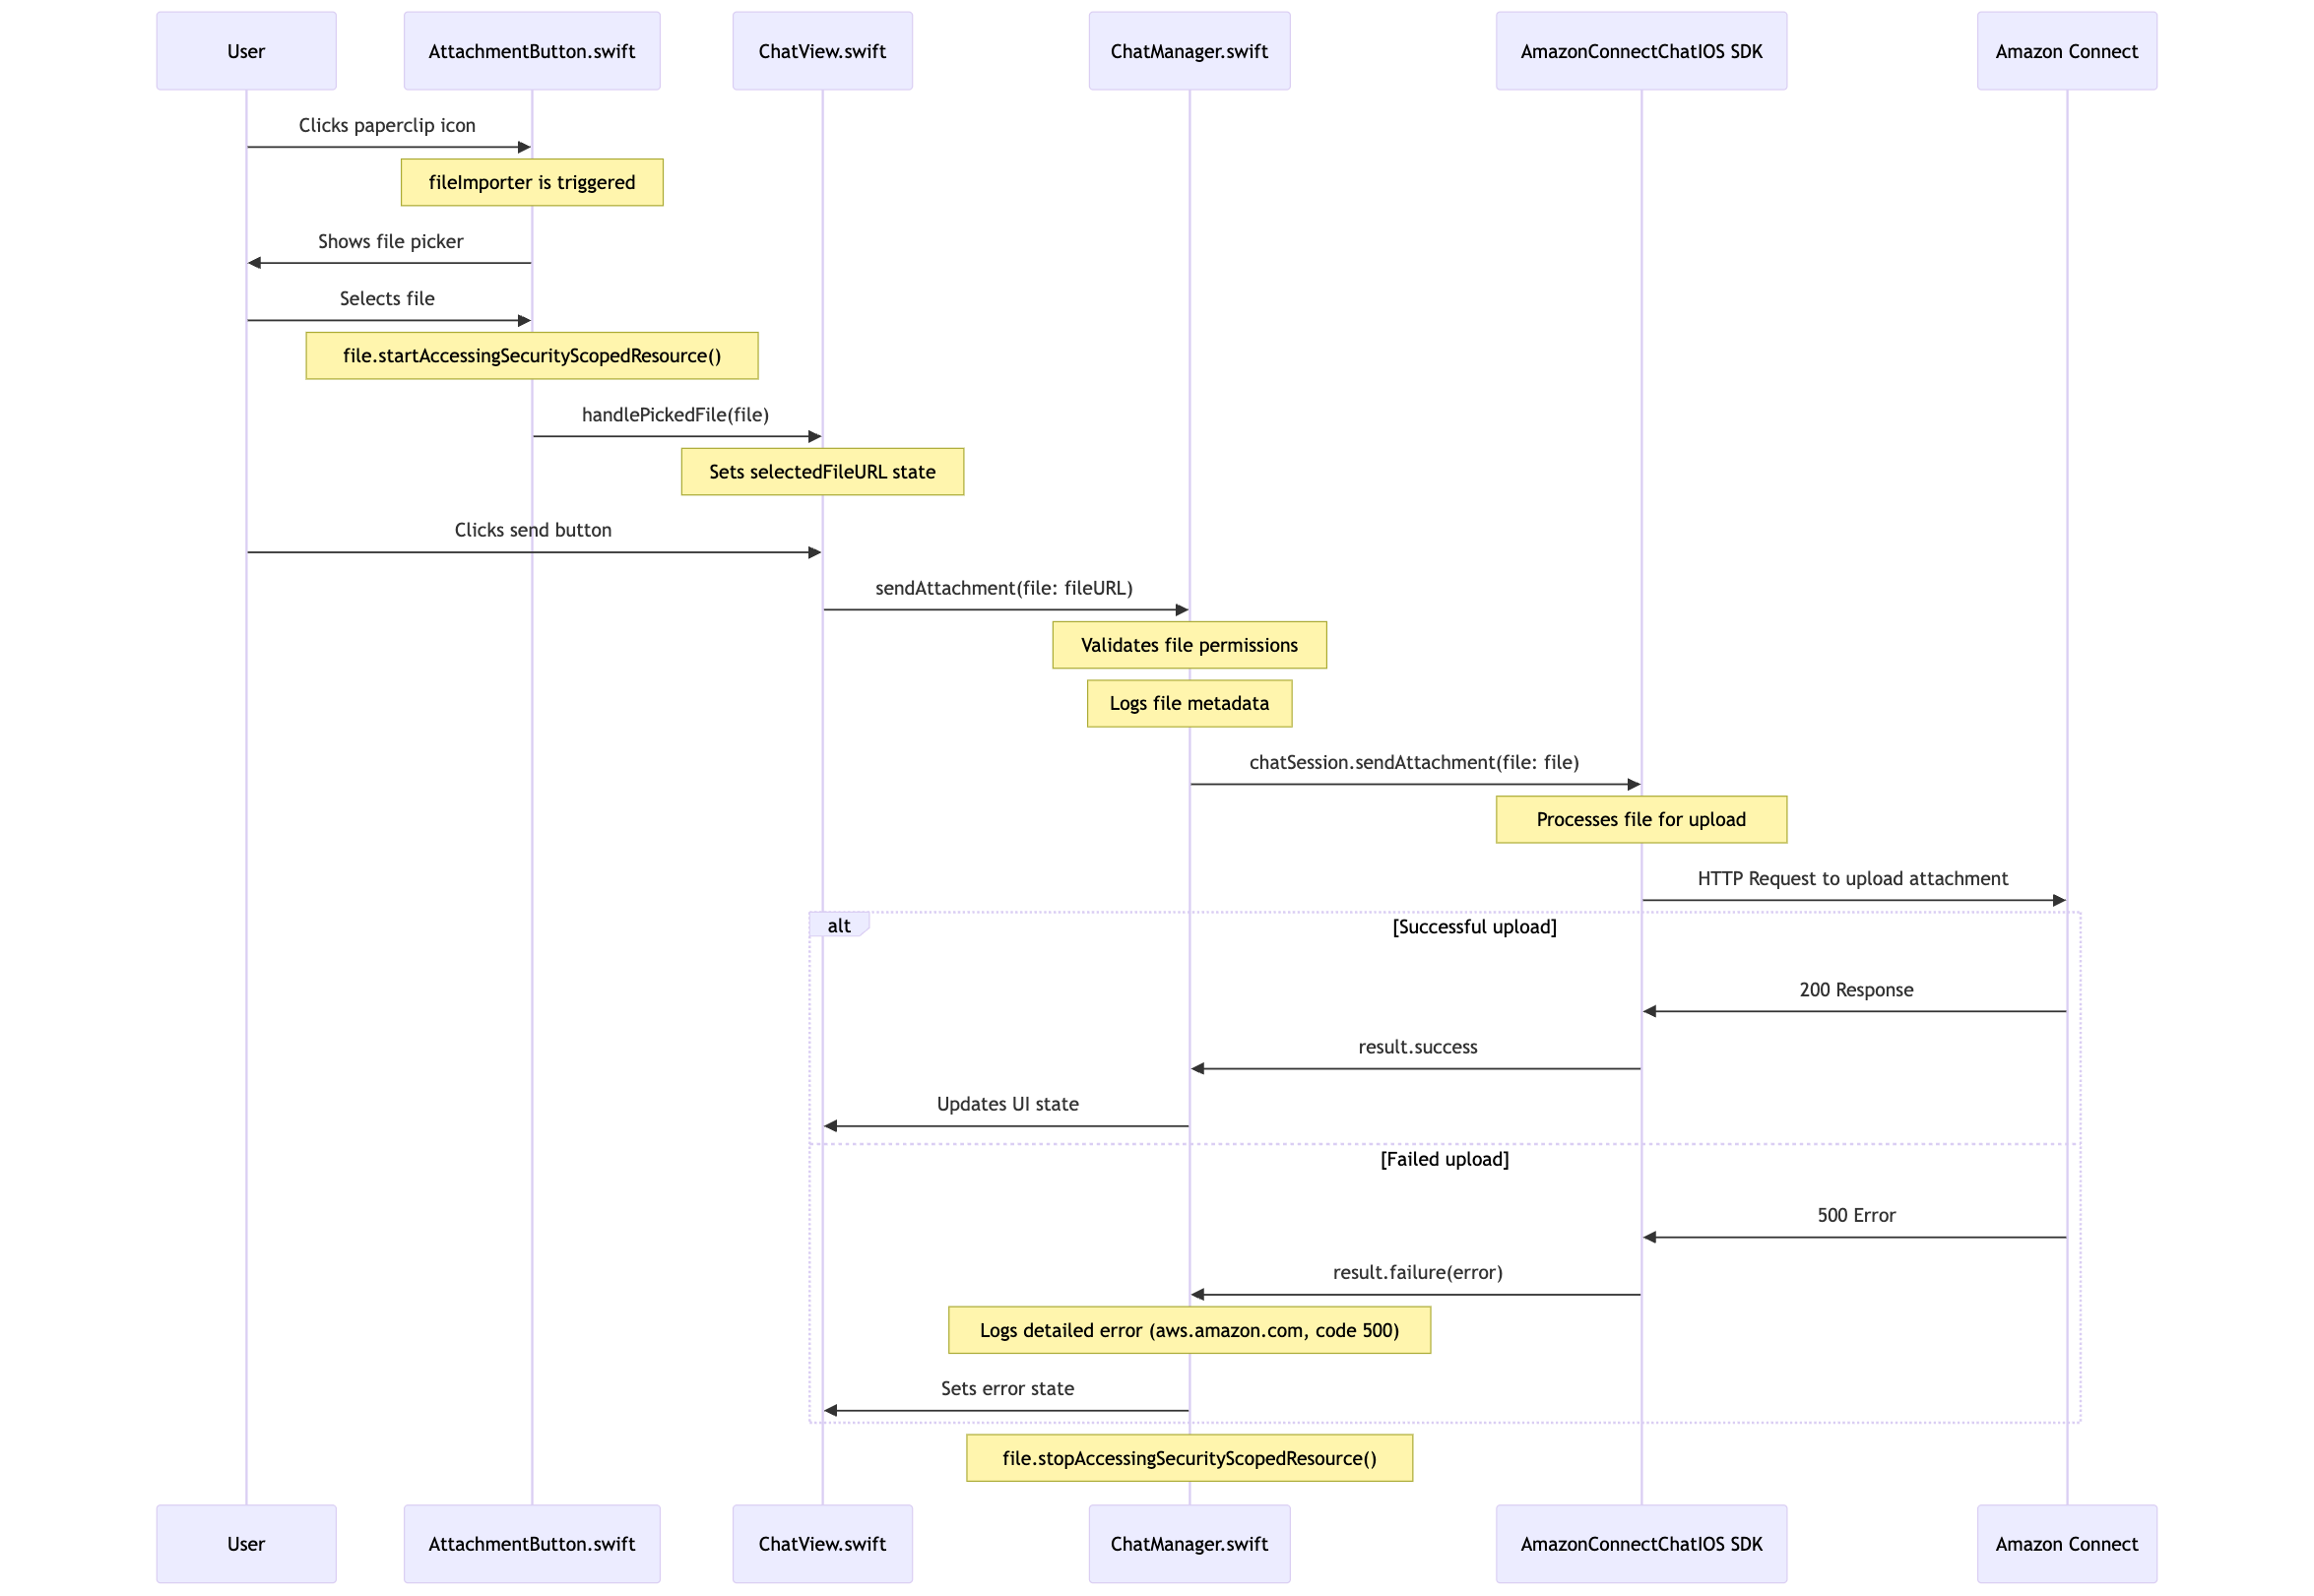 User
AttachmentButton.swift
ChatView.swift
ChatManager.swift
AmazonConnectChatIOS SDK
Amazon Connect
Clicks paperclip icon
fileImporter is triggered
Shows file picker
Selects file
file.startAccessingSecurityScopedResource()
handlePickedFile(file)
Sets selectedFileURL state
Clicks send button
sendAttachment(file: fileURL)
Validates file permissions
Logs file metadata
chatSession.sendAttachment(file: file)
Processes file for upload
HTTP Request to upload attachment
alt
[Successful upload]
200 Response
result.success
Updates UI state
[Failed upload]
500 Error
result.failure(error)
Logs detailed error (aws.amazon.com, code 500)
Sets error state
file.stopAccessingSecurityScopedResource()
User
AttachmentButton.swift
ChatView.swift
ChatManager.swift
AmazonConnectChatIOS SDK
Amazon Connect